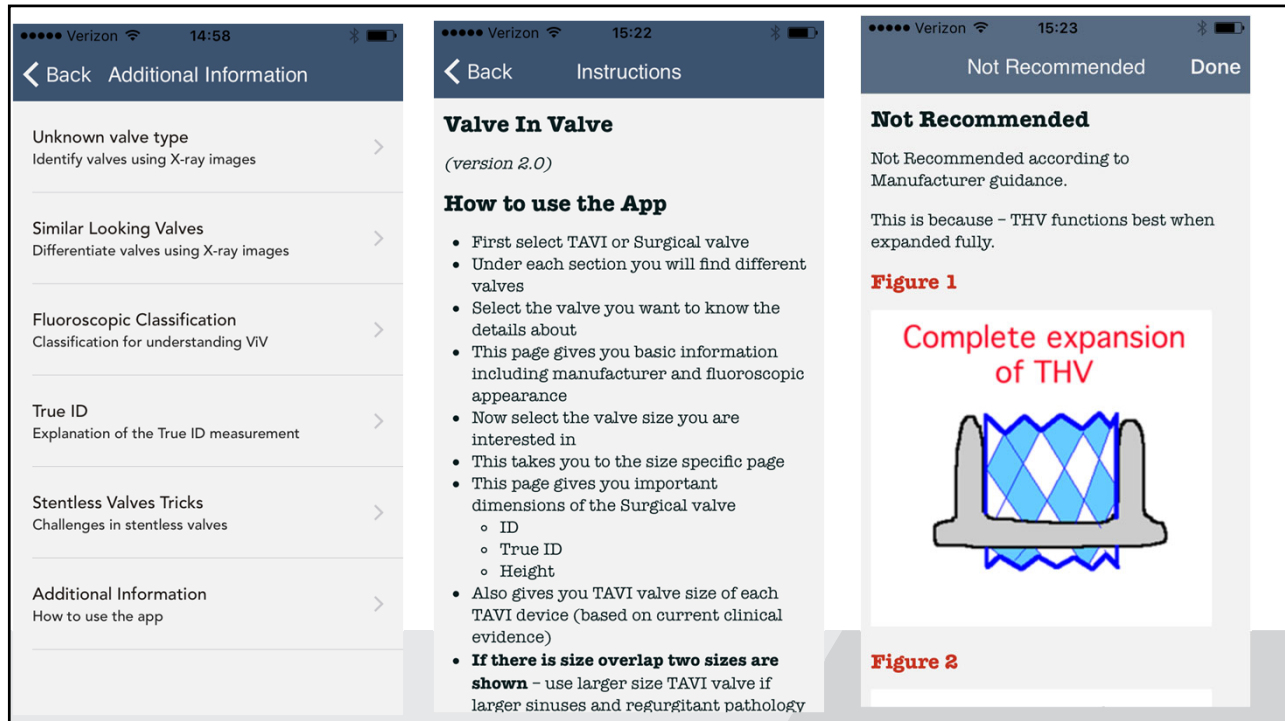 Verizon 14:58
Back Additional Information
Unknown valve type
Identify valves using X-ray images
Similar Looking Valves
Differentiate valves using X-ray images
Fluoroscopic Classification
Classification for understanding ViV
True ID
Explanation of the True ID measurement
Stentless Valves Tricks
Challenges in stentless valves
Additional Information
How to use the app
Verizon 15:22
Back Instructions
Valve In Valve
(version 2.0)
How to use the App
• First select TAVI or Surgical valve
• Under each section you will find different
valves
• Select the valve you want to know the
details about
• This page gives you basic information
including manufacturer and fluoroscopic
appearance
• Now select the valve size you are
interested in
• This takes you to the size specific page
• This page gives you important
dimensions of the Surgical valve
◦ ID
◦ True ID
◦ Height
• Also gives you TAVI valve size of each
TAVI device (based on current clinical
evidence)
• If there is size overlap two sizes are
shown – use larger size TAVI valve if
larger sinuses and regurgitant pathology
Verizon 15:23
Not Recommended Done
Not Recommended
Not Recommended according to
Manufacturer guidance.
This is because – THV functions best when
expanded fully.
Figure 1
Complete expansion
of THV
Figure 2